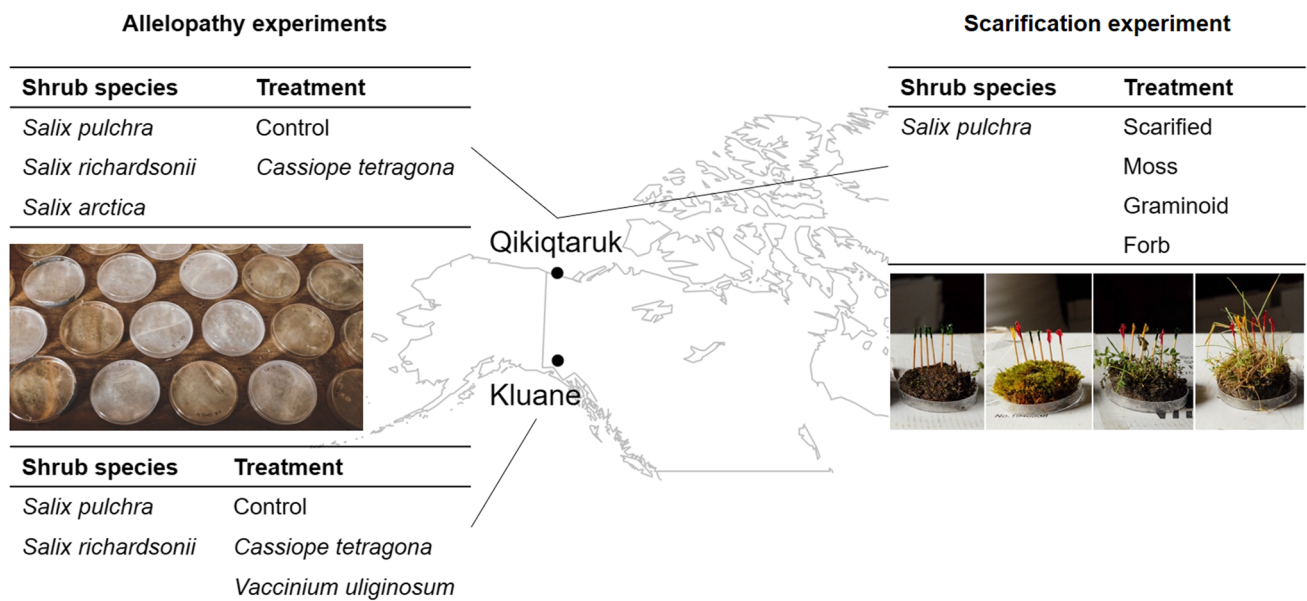 Allelopathy experiments
Shrub species Treatment
Salix pulchra Control
Salix richardsonii Cassiope tetragona
Salix arctica
Scarification experiment
Shrub species Treatment
Salix pulchra Scarified
Moss
Graminoid
Forb
Qikiqtaruk
Kluane
Shrub species Treatment
Salix pulchra Control
Salix richardsonii Cassiope tetragona
Vaccinium uliginosum